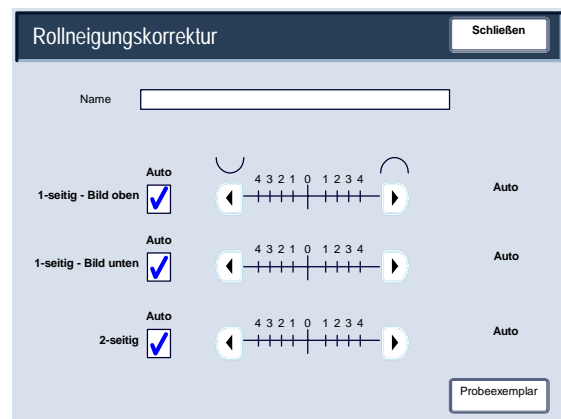 Rollneigungskorrektur
Schließen
Name
Auto
4 3 2 1 0 1 2 3 4
1-seitig - Bild oben
Auto
Auto
4 3 2 1 0 1 2 3 4
1-seitig - Bild unten
Auto
Auto
4 3 2 1 0 1 2 3 4
2-seitig
Auto
Probeexemplar